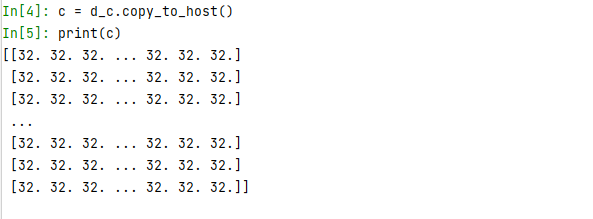 In[4]: c = d_c.copy_to_host()
In[5]: print(c)
[[32. 32. 32. ... 32. 32. 32.]
 [32. 32. 32. ... 32. 32. 32.]
 [32. 32. 32. ... 32. 32. 32.]
 ...
 [32. 32. 32. ... 32. 32. 32.]
 [32. 32. 32. ... 32. 32. 32.]
 [32. 32. 32. ... 32. 32. 32.]]